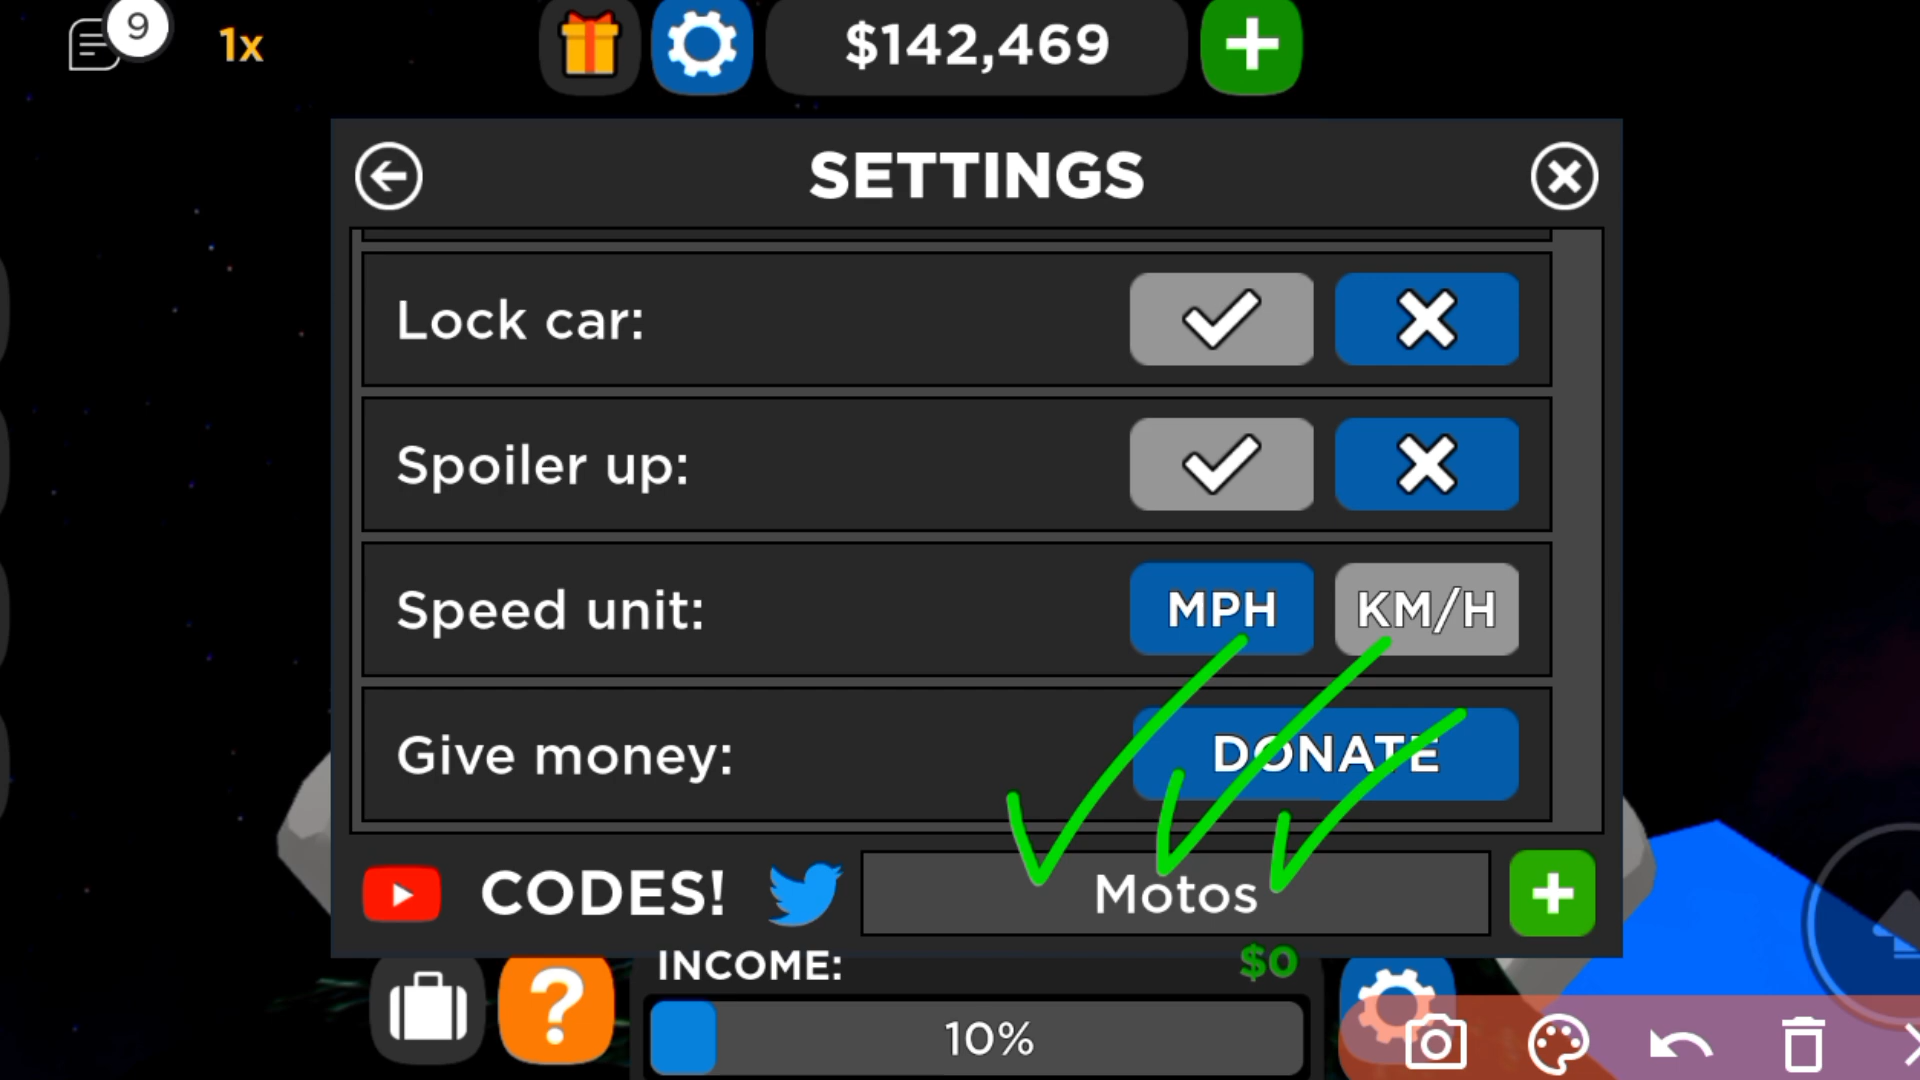 9
1x
$142,469
SETTINGS
Lock car:
Spoiler up:
Speed unit: MPH KM/H
Give money: DONATE
CODES! Motos
INCOME: $0
10%